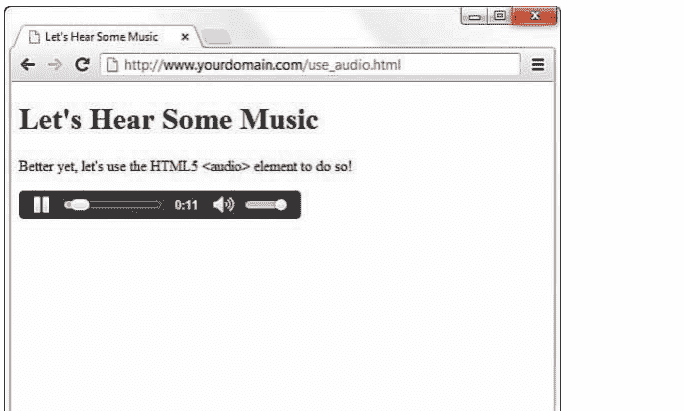 Let's Hear Some Music
http://www.yourdomain.com/use_audio.html
Let's Hear Some Music
Better yet, let's use the HTML5 <audio> element to do so!
0:11